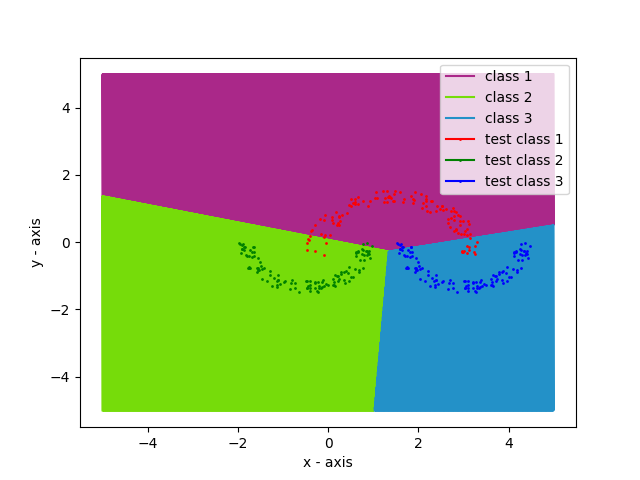 class 1
class 2
class 3
test class 1
test class 2
test class 3
4
2
0
−2
−4
y - axis
−4
−2
0
2
4
x - axis